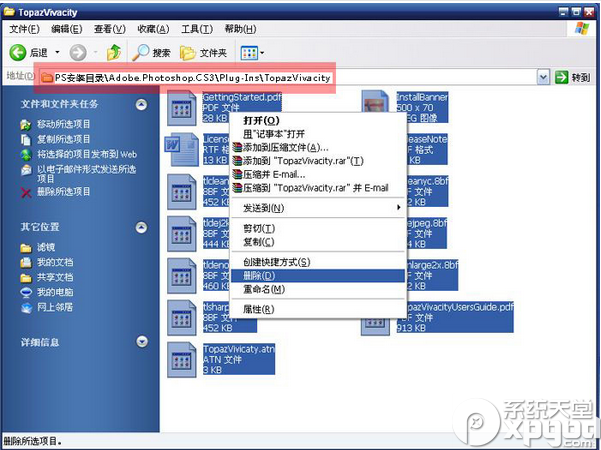 TopazVivacity
文件(F) 编辑(E) 查看(V) 收藏(A) 工具(T) 帮助(H)
后退 搜索 文件夹
地址(D) PS安装目录\Adobe.Photoshop.CS3\Plug-Ins\TopazVivacity 转到
文件和文件夹任务
移动所选项目
复制所选项目
将选择的项目发布到 Web
以电子邮件形式发送所选项目
删除所选项目
其它位置
滤镜
我的文档
共享文档
我的电脑
网上邻居
详细信息
GettingStarted.pdf
PDF 文件
28 KB
InstallBanner
500 x 70
EG 图像
Licens
RTF 格式
13 KB
easeNote
F 格式
tlclean
8BF 文件
452 KB
eanyc.8bf
F 文件
tldej2k
8BF 文件
444 KB
ejpeg.8bf
F 文件
tldeno
8BF 文件
460 KB
nlarge2x.8bf
F 文件
tlsharp
8BF 文件
452 KB
TopazVivacityUsersGuide.pdf
PDF 文件
913 KB
TopazVivicaty.atn
ATN 文件
3 KB
打开(O)
用"记事本"打开
添加到压缩文件(A)...
添加到 "TopazVivacity.rar"(T)
压缩并 E-mail...
压缩到 "TopazVivacity.rar" 并 E-mail
发送到(N)
剪切(T)
复制(C)
创建快捷方式(S)
删除(D)
重命名(M)
属性(R)
删除所选项目。
系统天堂